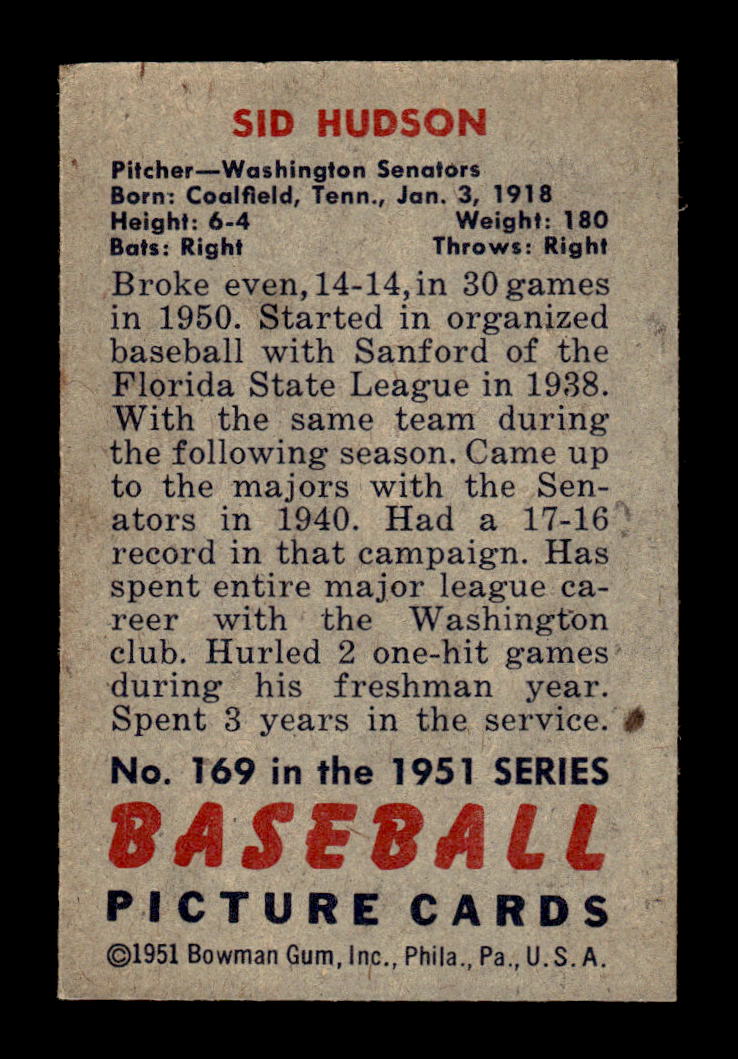 SID HUDSON
Pitcher—Washington Senators
Born: Coalfield, Tenn., Jan. 3, 1918
Height: 6-4 Weight: 180
Bats: Right Throws: Right
Broke even, 14-14, in 30 games
in 1950. Started in organized
baseball with Sanford of the
Florida State League in 1938.
With the same team during
the following season. Came up
to the majors with the Sen-
ators in 1940. Had a 17-16
record in that campaign. Has
spent entire major league ca-
reer with the Washington
club. Hurled 2 one-hit games
during his freshman year.
Spent 3 years in the service.
No. 169 in the 1951 SERIES
BASEBALL
PICTURE CARDS
©1951 Bowman Gum, Inc., Phila., Pa., U.S.A.